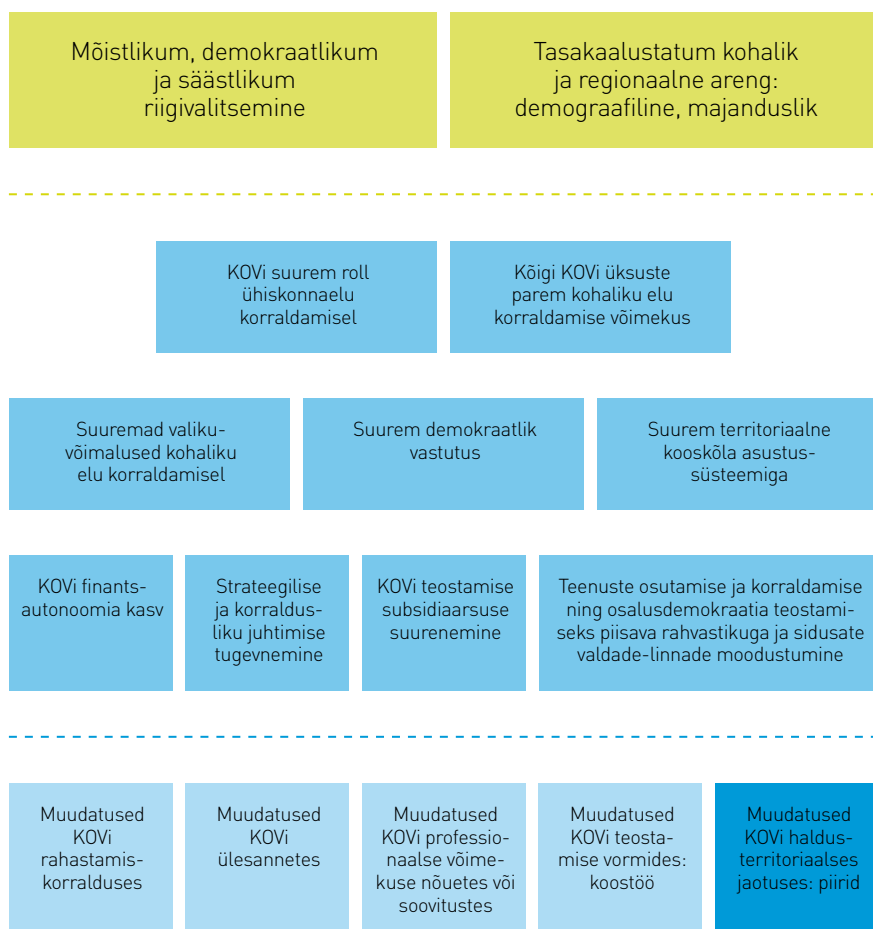 Mõistlikum, demokraatlikum
ja säästlikum
riigivalitsemine
Tasakaalustatum kohalik
ja regionaalne areng:
demograafiline, majanduslik
KOVi suurem roll
ühiskonnaelu
korraldamisel
Kõigi KOVi üksuste
parem kohaliku elu
korraldamise võimekus
Suuremad valiku-
võimalused kohaliku
elu korraldamisel
Suurem demokraatlik
vastutus
Suurem territoriaalne
kooskõla asustus-
süsteemiga
KOVi finants-
autonoomia kasv
Strateegilise
ja korraldus-
liku juhtimise
tugevnemine
KOVi teostamise
subsidiaarsuse
suurenemine
Teenuste osutamise ja korraldamise
ning osalusdemokraatia teostami-
seks piisava rahvastikuga ja sidusate
valdade-linnade moodustumine
Muudatused
KOVi
rahastamis-
korralduses
Muudatused
KOVi
ülesannetes
Muudatused
KOVi professio-
naalse võime-
kuse nõuetes või
soovitustes
Muudatused
KOVi teosta-
mise vormides:
koostöö
Muudatused
KOVi haldus-
territoriaalses
jaotuses: piirid